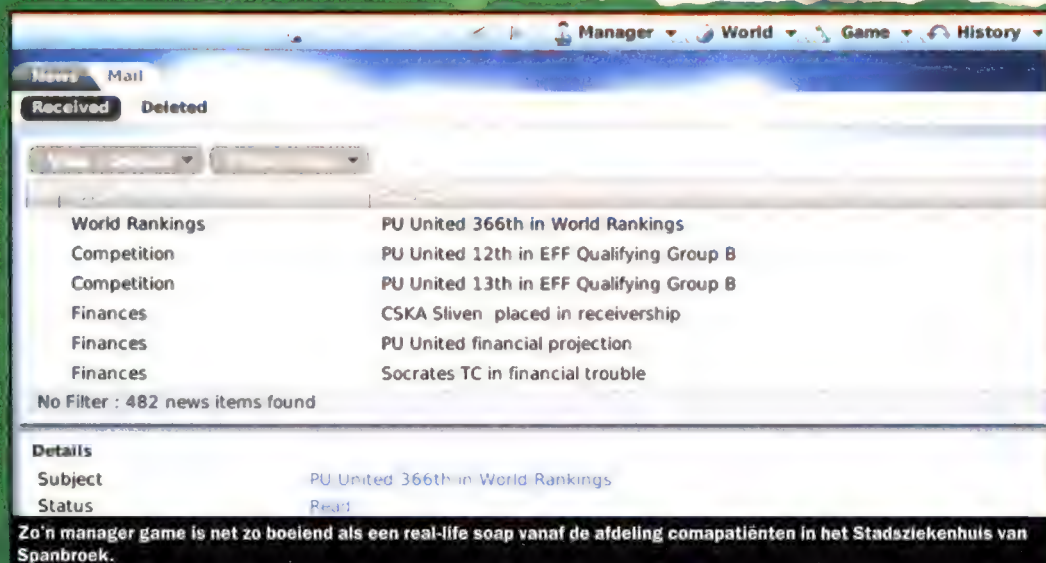 Manager World Game History
News Mail
Received Deleted
World Rankings PU United 366th in World Rankings
Competition PU United 12th in EFF Qualifying Group B
Competition PU United 13th in EFF Qualifying Group B
Finances CSKA Sliven placed in receivership
Finances PU United financial projection
Finances Socrates TC in financial trouble
No Filter : 482 news items found
Details
Subject PU United 366th in World Rankings
Status Read
Zo'n manager game is net zo boeiend als een real-life soap vanaf de afdeling comapatiënten in het Stadsziekenhuis van
Spanbroek.